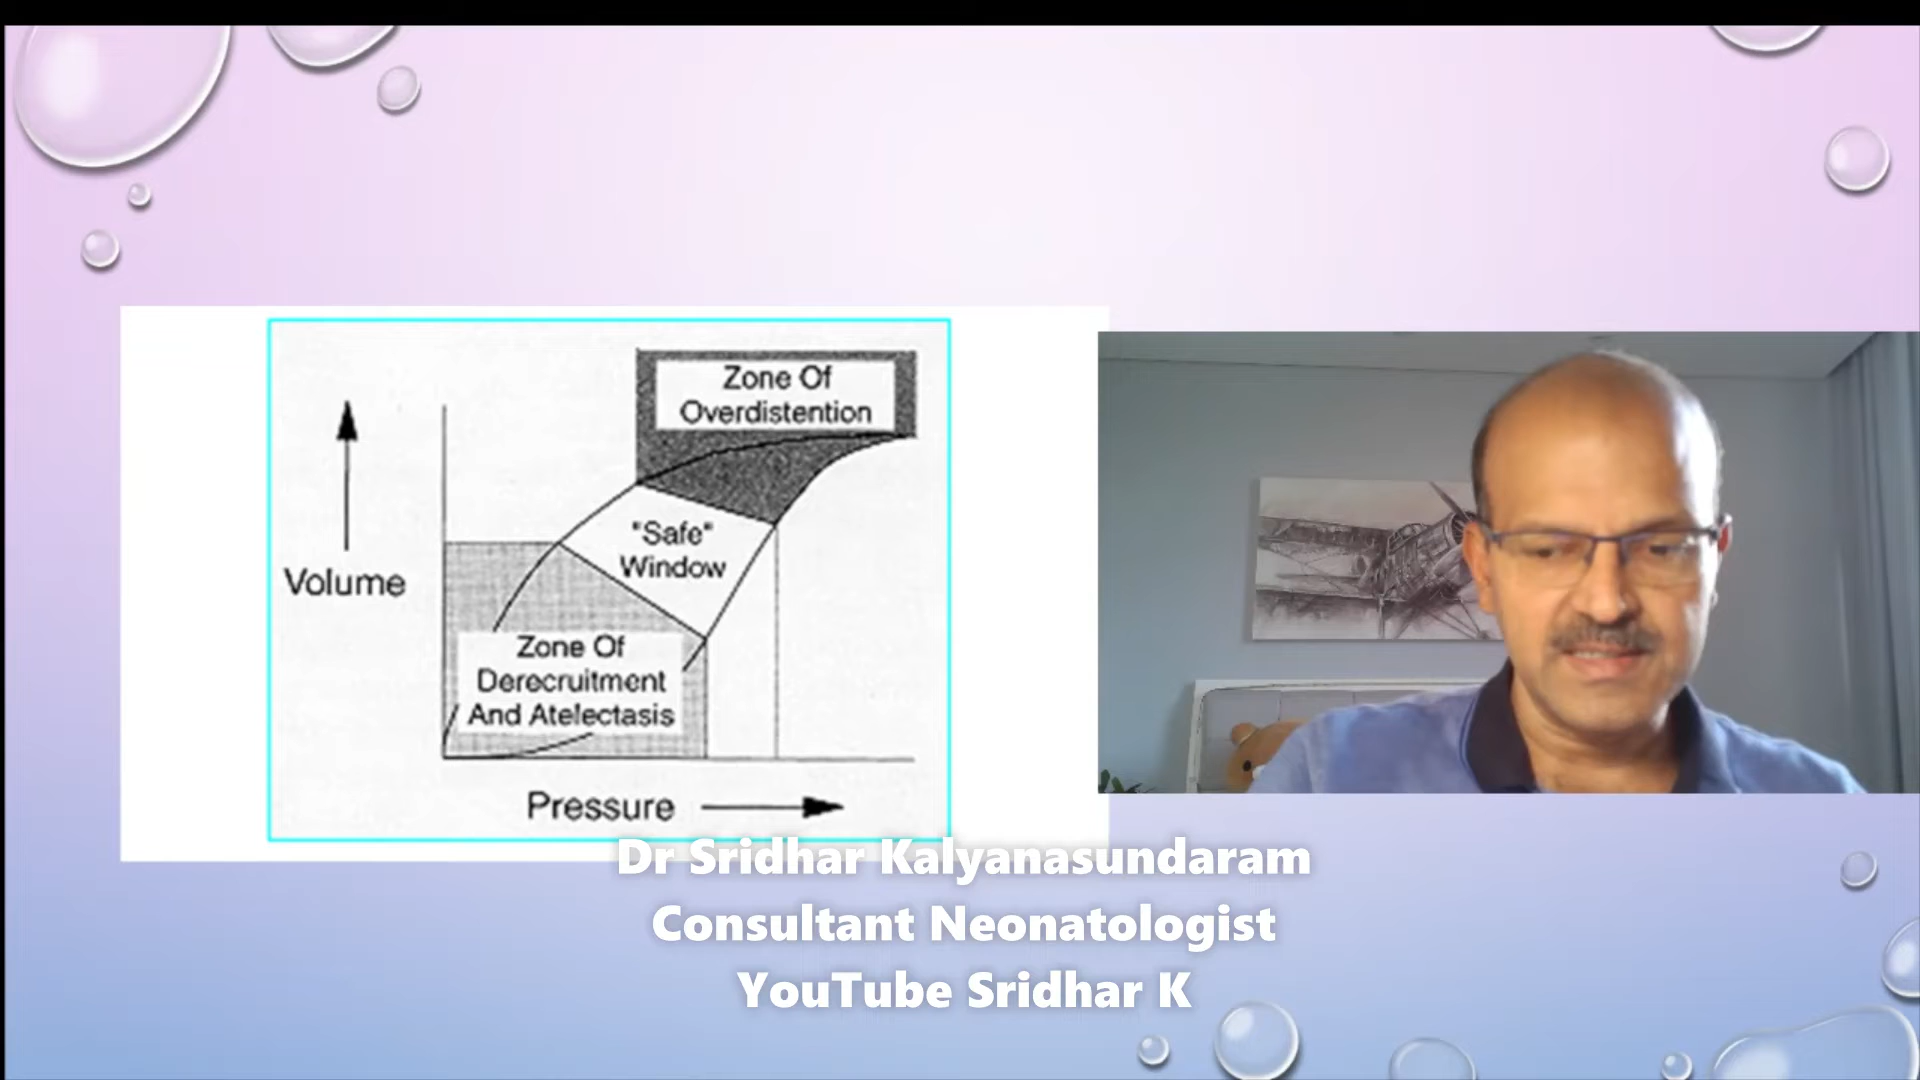 Zone Of
Overdistention
"Safe"
Window
Volume
Zone Of
Derecruitment
And Atelectasis
Pressure
Dr Sridhar Kalyanasundaram
Consultant Neonatologist
YouTube Sridhar K